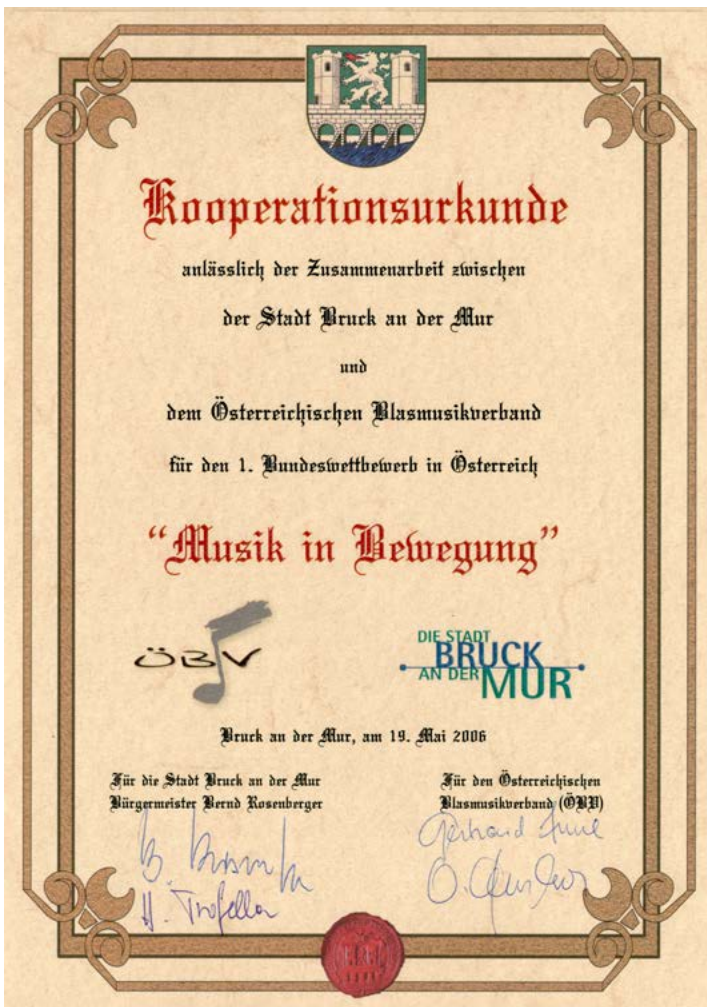 Kooperationsurkunde
anlässlich der Zusammenarbeit zwischen
der Stadt Bruck an der Mur
und
dem Österreichischen Blasmusikverband
für den 1. Bundeswettbewerb in Österreich
“Musik in Bewegung”
ÖBV
DIE STADT
BRUCK
AN DER MUR
Bruck an der Mur, am 19. Mai 2006
Für die Stadt Bruck an der Mur
Bürgermeister Bernd Rosenberger
Für den Österreichischen
Blasmusikverband (ÖBV)
B.
H.
Gerhard
O.